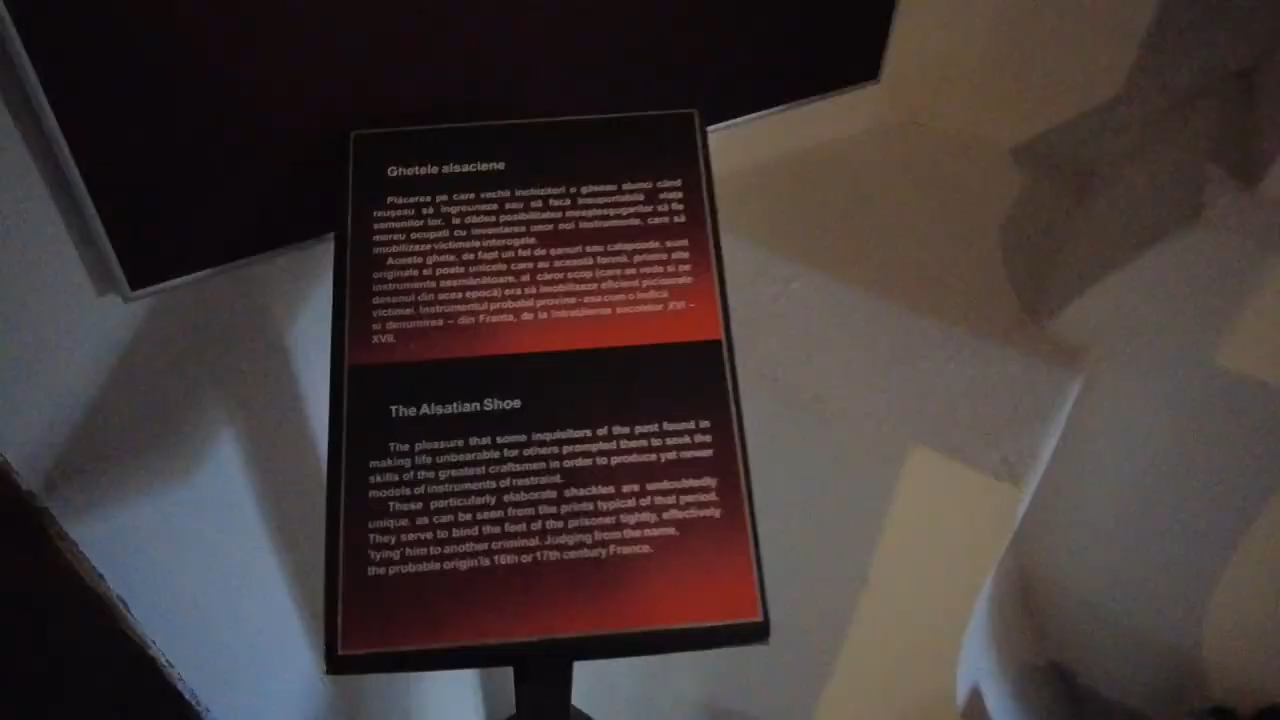 Ghetele alsaciene
Plăcerea pe care vechii inchizitori o găseau atunci când
reușeau să îngreuneze sau să facă insuportabilă viața
semenilor lor, le dădea posibilitatea meșteșugarilor să fie
mereu ocupați cu inventarea unor noi instrumente, care să
imobilizeze victimele interogate.
Aceste ghete, de fapt un fel de șanuri sau calapoade, sunt
originale și poate unicele care au această formă, printre alte
instrumente asemănătoare, al căror scop (care se vede și pe
desenul din acea epocă) era să imobilizeze eficient picioarele
victimei. Instrumentul probabil provine - așa cum o indică
și denumirea – din Franța, de la întretăierea secolelor XVI –
XVII.
The Alsatian Shoe
The pleasure that some inquisitors of the past found in
making life unbearable for others prompted them to seek the
skills of the greatest craftsmen in order to produce yet newer
models of instruments of restraint.
These particularly elaborate shackles are undoubtedly
unique, as can be seen from the prints typical of that period.
They serve to bind the feet of the prisoner tightly, effectively
'tying' him to another criminal. Judging from the name,
the probable origin is 16th or 17th century France.